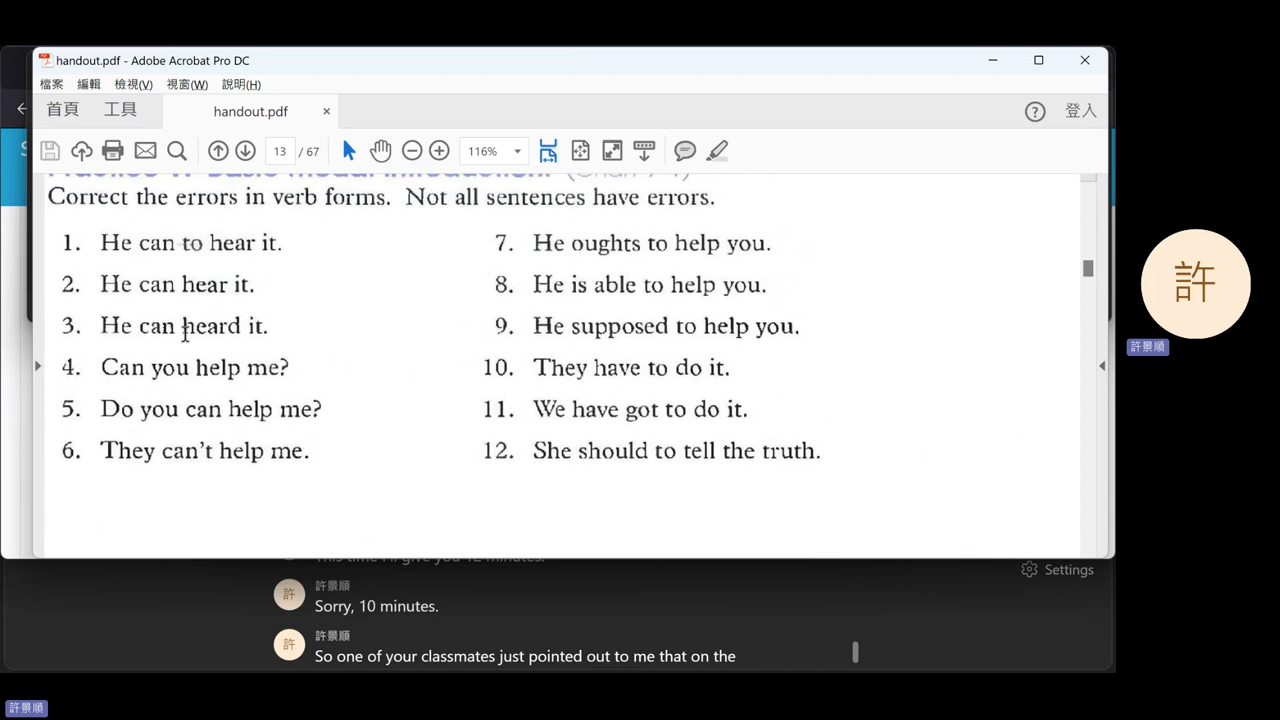 handout.pdf - Adobe Acrobat Pro DC
檔案 編輯 檢視(V) 視窗(W) 說明(H)
首頁 工具 handout.pdf × ? 登入
13 / 67 116%
Correct the errors in verb forms. Not all sentences have errors.
1. He can to hear it.
2. He can hear it.
3. He can heard it.
4. Can you help me?
5. Do you can help me?
6. They can't help me.
7. He oughts to help you.
8. He is able to help you.
9. He supposed to help you.
10. They have to do it.
11. We have got to do it.
12. She should to tell the truth.
許
許景順
Settings
許景順
許
Sorry, 10 minutes.
許景順
許
So one of your classmates just pointed out to me that on the
許景順